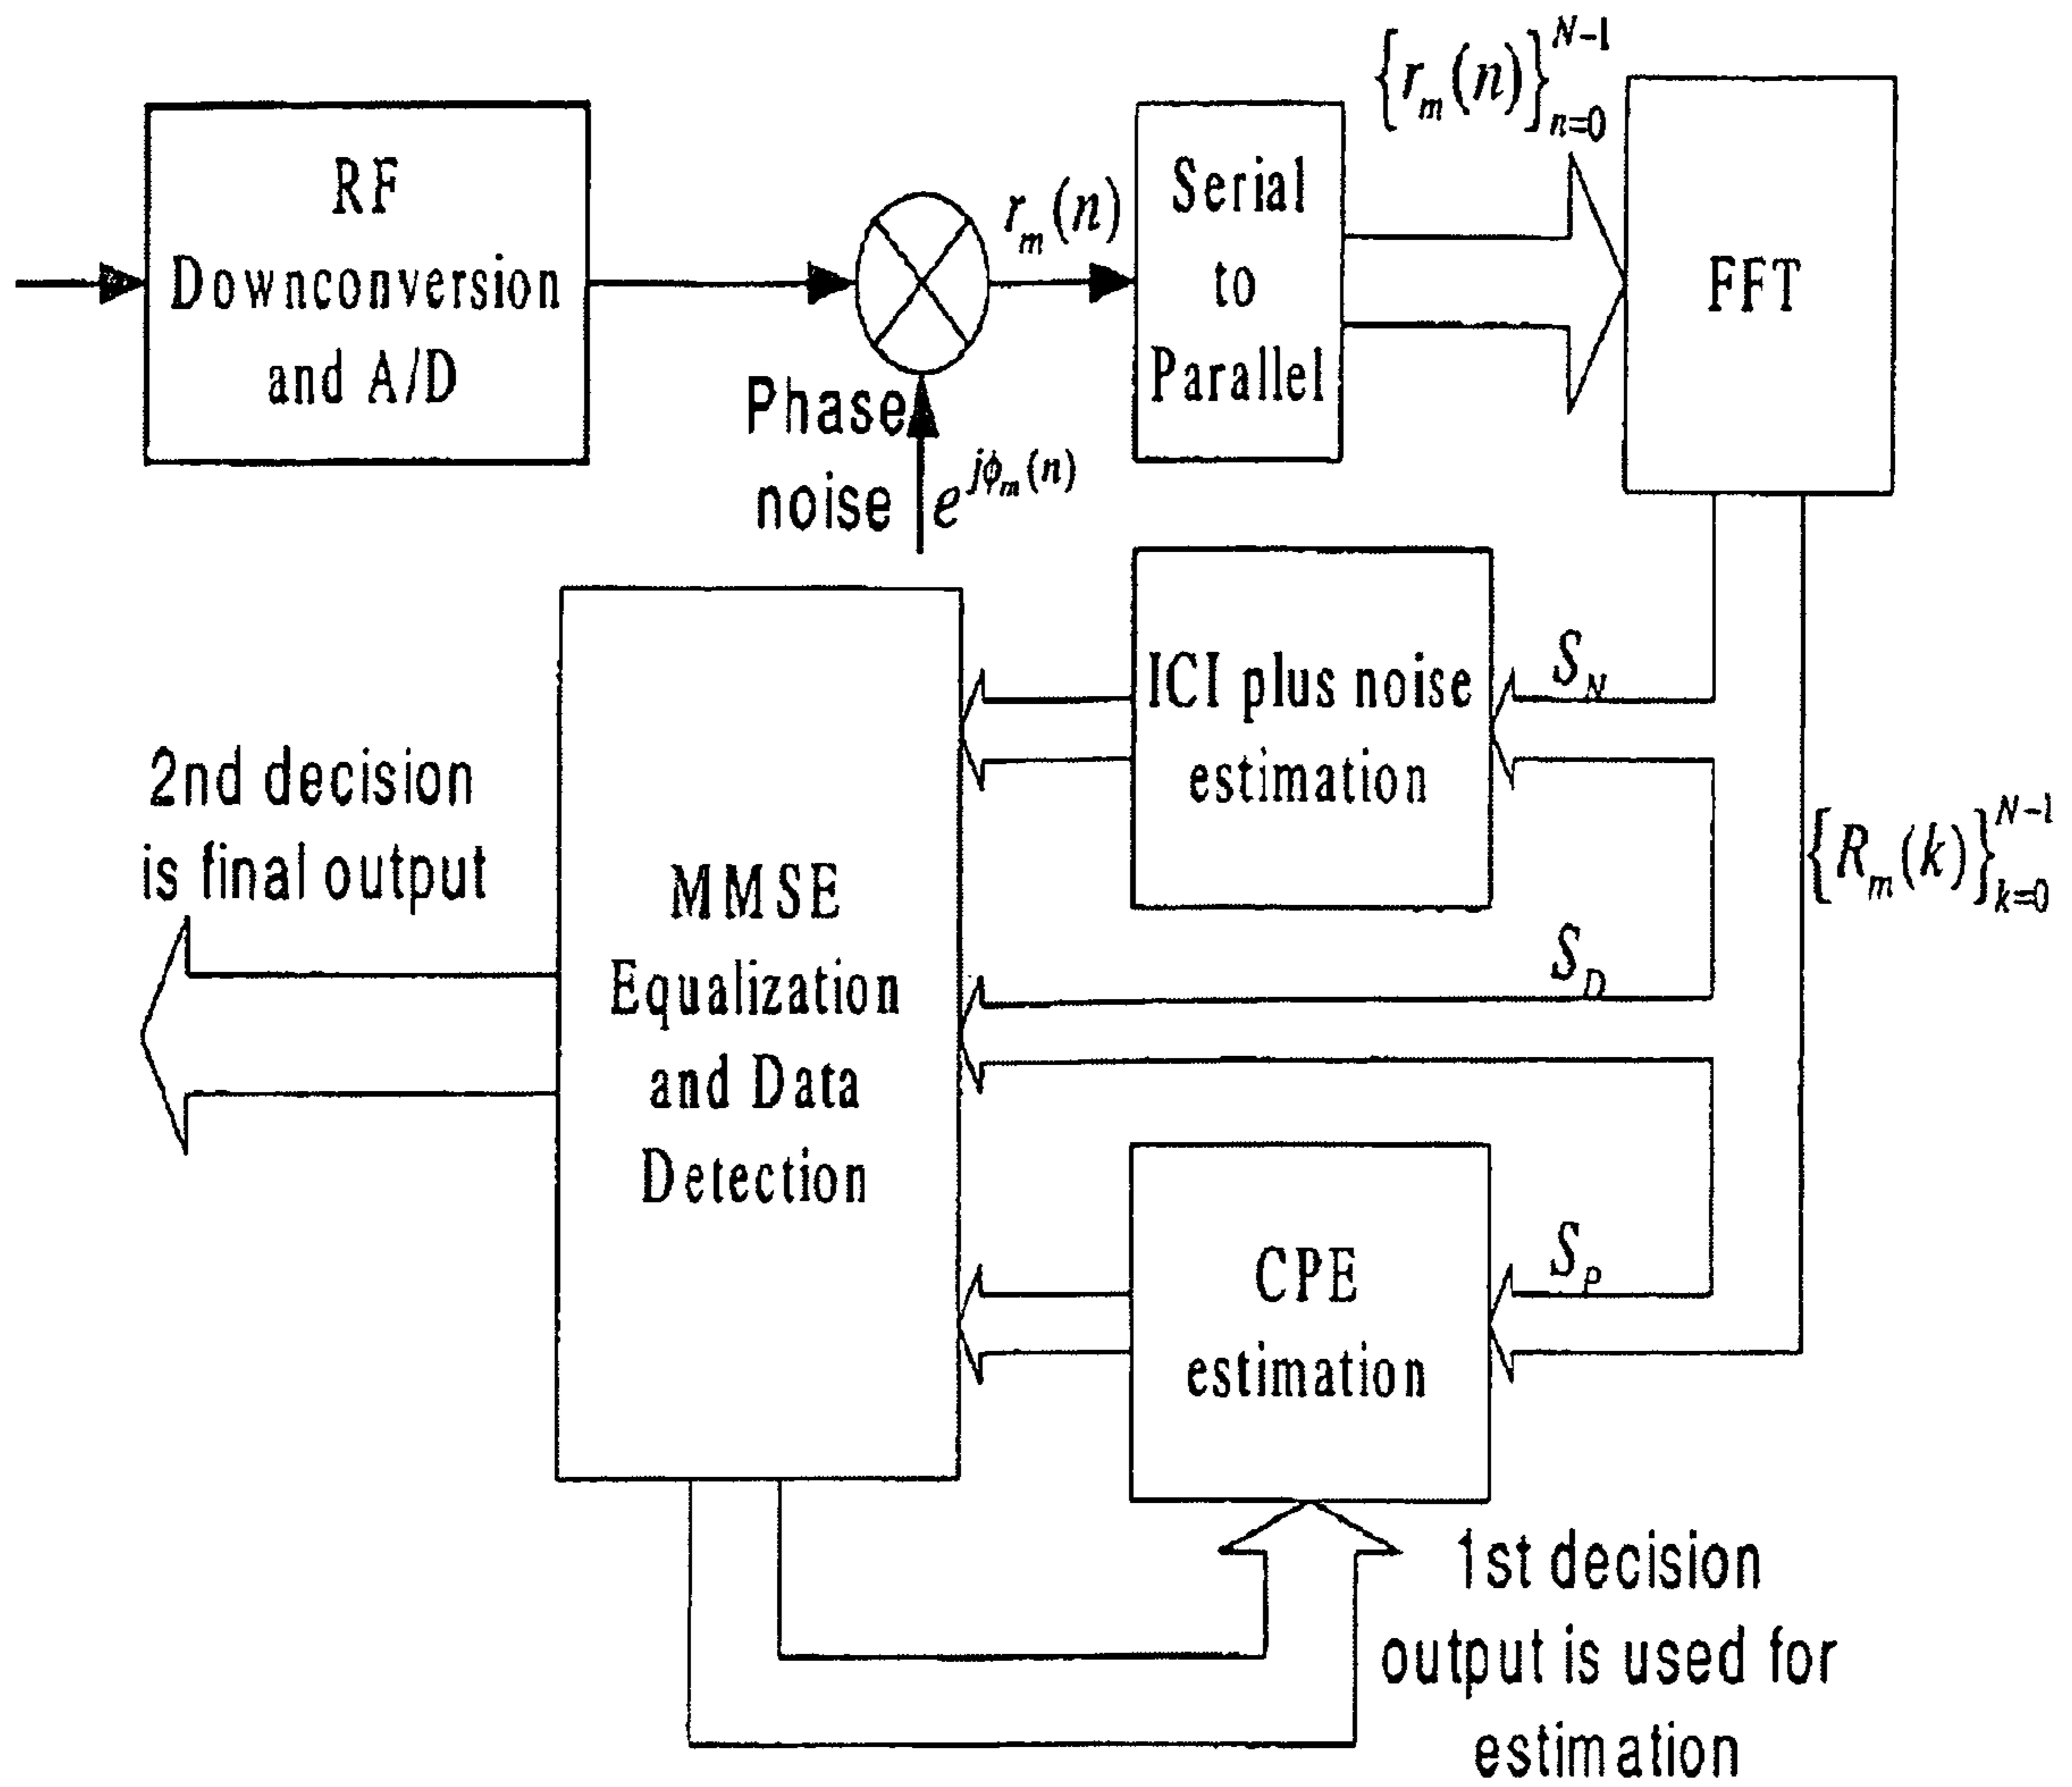 RF
Downconversion
and A/D
Phase
noise
e^{jϕ_m(n)}
r_m(n)
Serial
to
Parallel
{r_m(n)}_{n=0}^{N-1}
FFT
ICI plus noise
estimation
S_N
{R_m(k)}_{k=0}^{N-1}
2nd decision
is final output
MMSE
Equalization
and Data
Detection
S_D
CPE
estimation
S_P
1st decision
output is used for
estimation